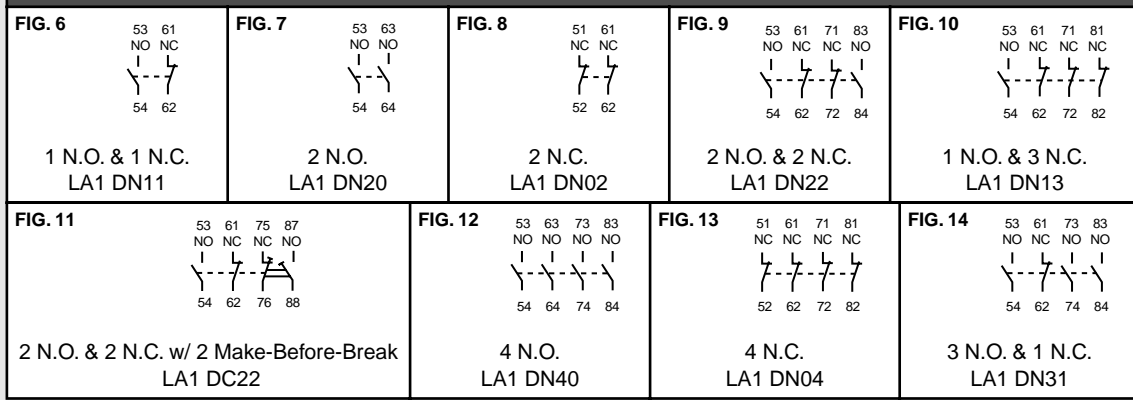 FIG. 6
53 61
NO NC
54 62
1 N.O. & 1 N.C.
LA1 DN11
FIG. 7
53 63
NO NO
54 64
2 N.O.
LA1 DN20
FIG. 8
51 61
NC NC
52 62
2 N.C.
LA1 DN02
FIG. 9
53 61 71 83
NO NC NC NO
54 62 72 84
2 N.O. & 2 N.C.
LA1 DN22
FIG. 10
53 61 71 81
NO NC NC NC
54 62 72 82
1 N.O. & 3 N.C.
LA1 DN13
FIG. 11
53 61 75 87
NO NC NC NO
54 62 76 88
2 N.O. & 2 N.C. w/ 2 Make-Before-Break
LA1 DC22
FIG. 12
53 63 73 83
NO NO NO NO
54 64 74 84
4 N.O.
LA1 DN40
FIG. 13
51 61 71 81
NC NC NC NC
52 62 72 82
4 N.C.
LA1 DN04
FIG. 14
53 61 73 83
NO NC NO NO
54 62 74 84
3 N.O. & 1 N.C.
LA1 DN31